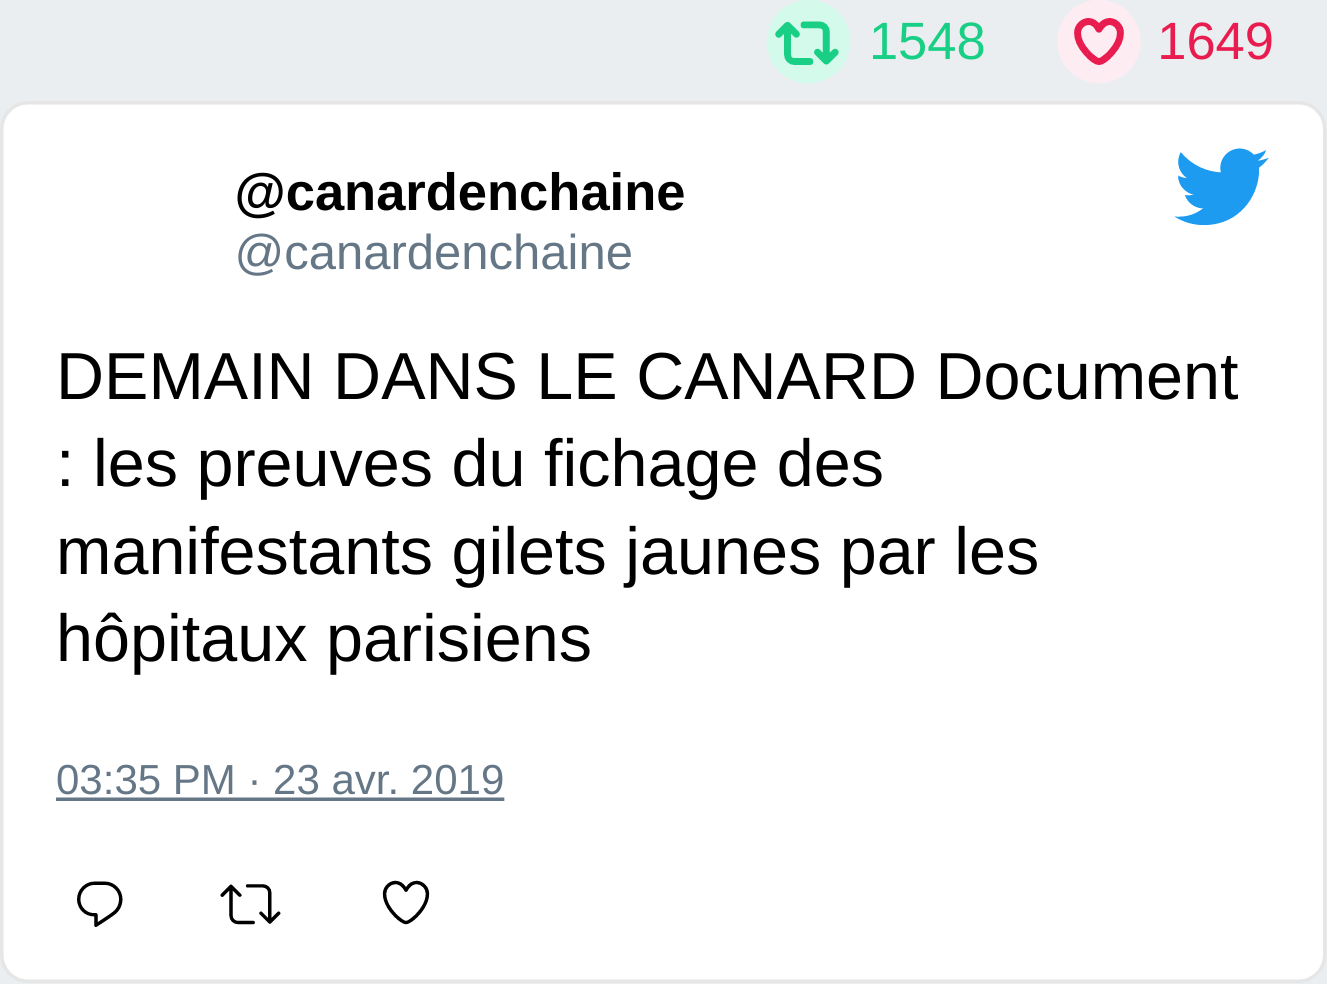 1548 1649
@canardenchaine
@canardenchaine
DEMAIN DANS LE CANARD Document
: les preuves du fichage des
manifestants gilets jaunes par les
hôpitaux parisiens
03:35 PM · 23 avr. 2019